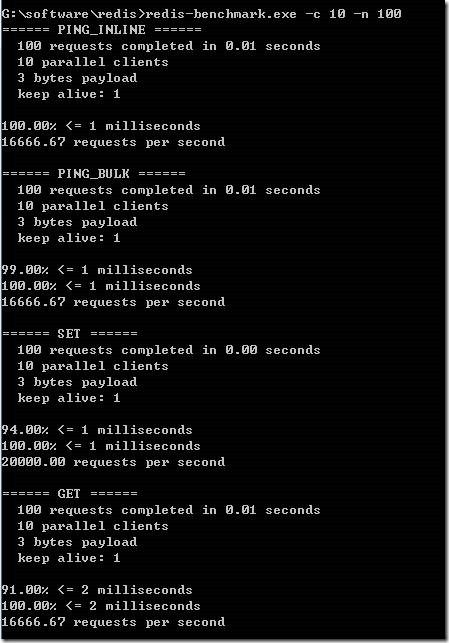 G:\software\redis>redis-benchmark.exe -c 10 -n 100
====== PING_INLINE ======
  100 requests completed in 0.01 seconds
  10 parallel clients
  3 bytes payload
  keep alive: 1

100.00% <= 1 milliseconds
16666.67 requests per second

====== PING_BULK ======
  100 requests completed in 0.01 seconds
  10 parallel clients
  3 bytes payload
  keep alive: 1

99.00% <= 1 milliseconds
100.00% <= 1 milliseconds
16666.67 requests per second

====== SET ======
  100 requests completed in 0.00 seconds
  10 parallel clients
  3 bytes payload
  keep alive: 1

94.00% <= 1 milliseconds
100.00% <= 1 milliseconds
20000.00 requests per second

====== GET ======
  100 requests completed in 0.01 seconds
  10 parallel clients
  3 bytes payload
  keep alive: 1

91.00% <= 2 milliseconds
100.00% <= 2 milliseconds
16666.67 requests per second